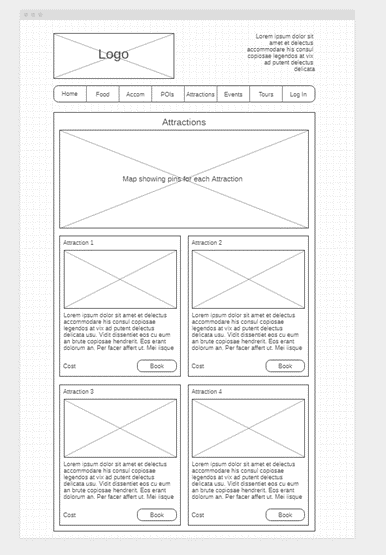 Logo
Lorem ipsum dolor sit
amet et delectus
accommodare his consul
copiosae legendos at vix
ad putent delectus
delicata
Home Food Accom POIs Attractions Events Tours Log In
Attractions
Map showing pins for each Attraction
Attraction 1
Lorem ipsum dolor sit amet et delectus
accommodare his consul copiosae
legendos at vix ad putent delectus
delicata usu. Vidit dissentiet eos cu eum
an brute copiosae hendrerit. Eos erant
dolorum an. Per facer affert ut. Mei iisque
Cost Book
Attraction 2
Lorem ipsum dolor sit amet et delectus
accommodare his consul copiosae
legendos at vix ad putent delectus
delicata usu. Vidit dissentiet eos cu eum
an brute copiosae hendrerit. Eos erant
dolorum an. Per facer affert ut. Mei iisque
Cost Book
Attraction 3
Lorem ipsum dolor sit amet et delectus
accommodare his consul copiosae
legendos at vix ad putent delectus
delicata usu. Vidit dissentiet eos cu eum
an brute copiosae hendrerit. Eos erant
dolorum an. Per facer affert ut. Mei iisque
Cost Book
Attraction 4
Lorem ipsum dolor sit amet et delectus
accommodare his consul copiosae
legendos at vix ad putent delectus
delicata usu. Vidit dissentiet eos cu eum
an brute copiosae hendrerit. Eos erant
dolorum an. Per facer affert ut. Mei iisque
Cost Book